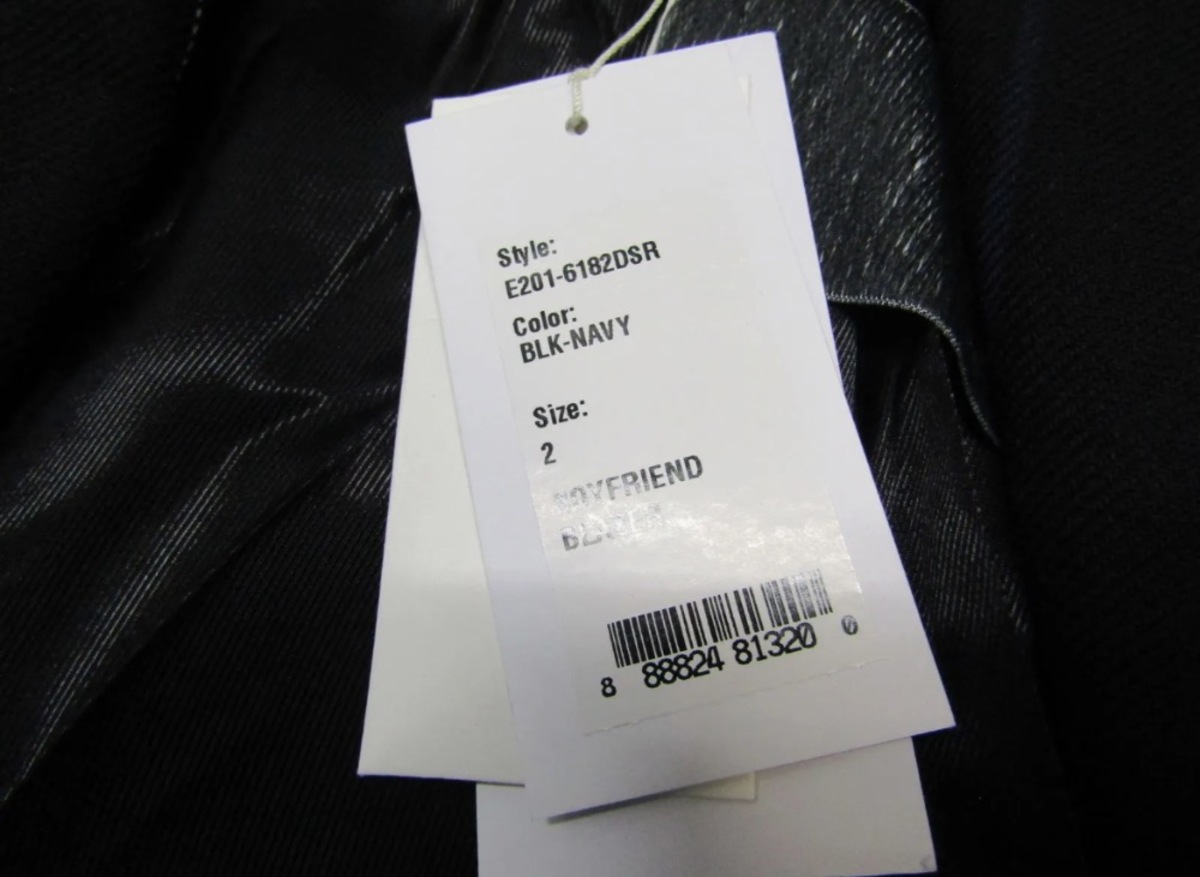 Style:
E201-6182DSR
Color:
BLK-NAVY
Size:
2
BOYFRIEND
8 88824 81320 0